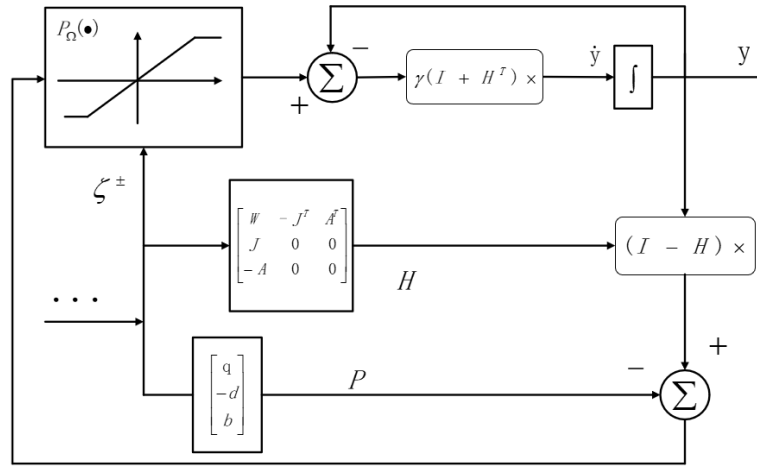 P_Ω(●)
−
Σ
+
γ(I + H^T) ×
ẏ
∫
y
ζ^±
W − J^T A^T
J 0 0
− A 0 0
H
(I − H) ×
...
+
q
−d
b
P
−
Σ